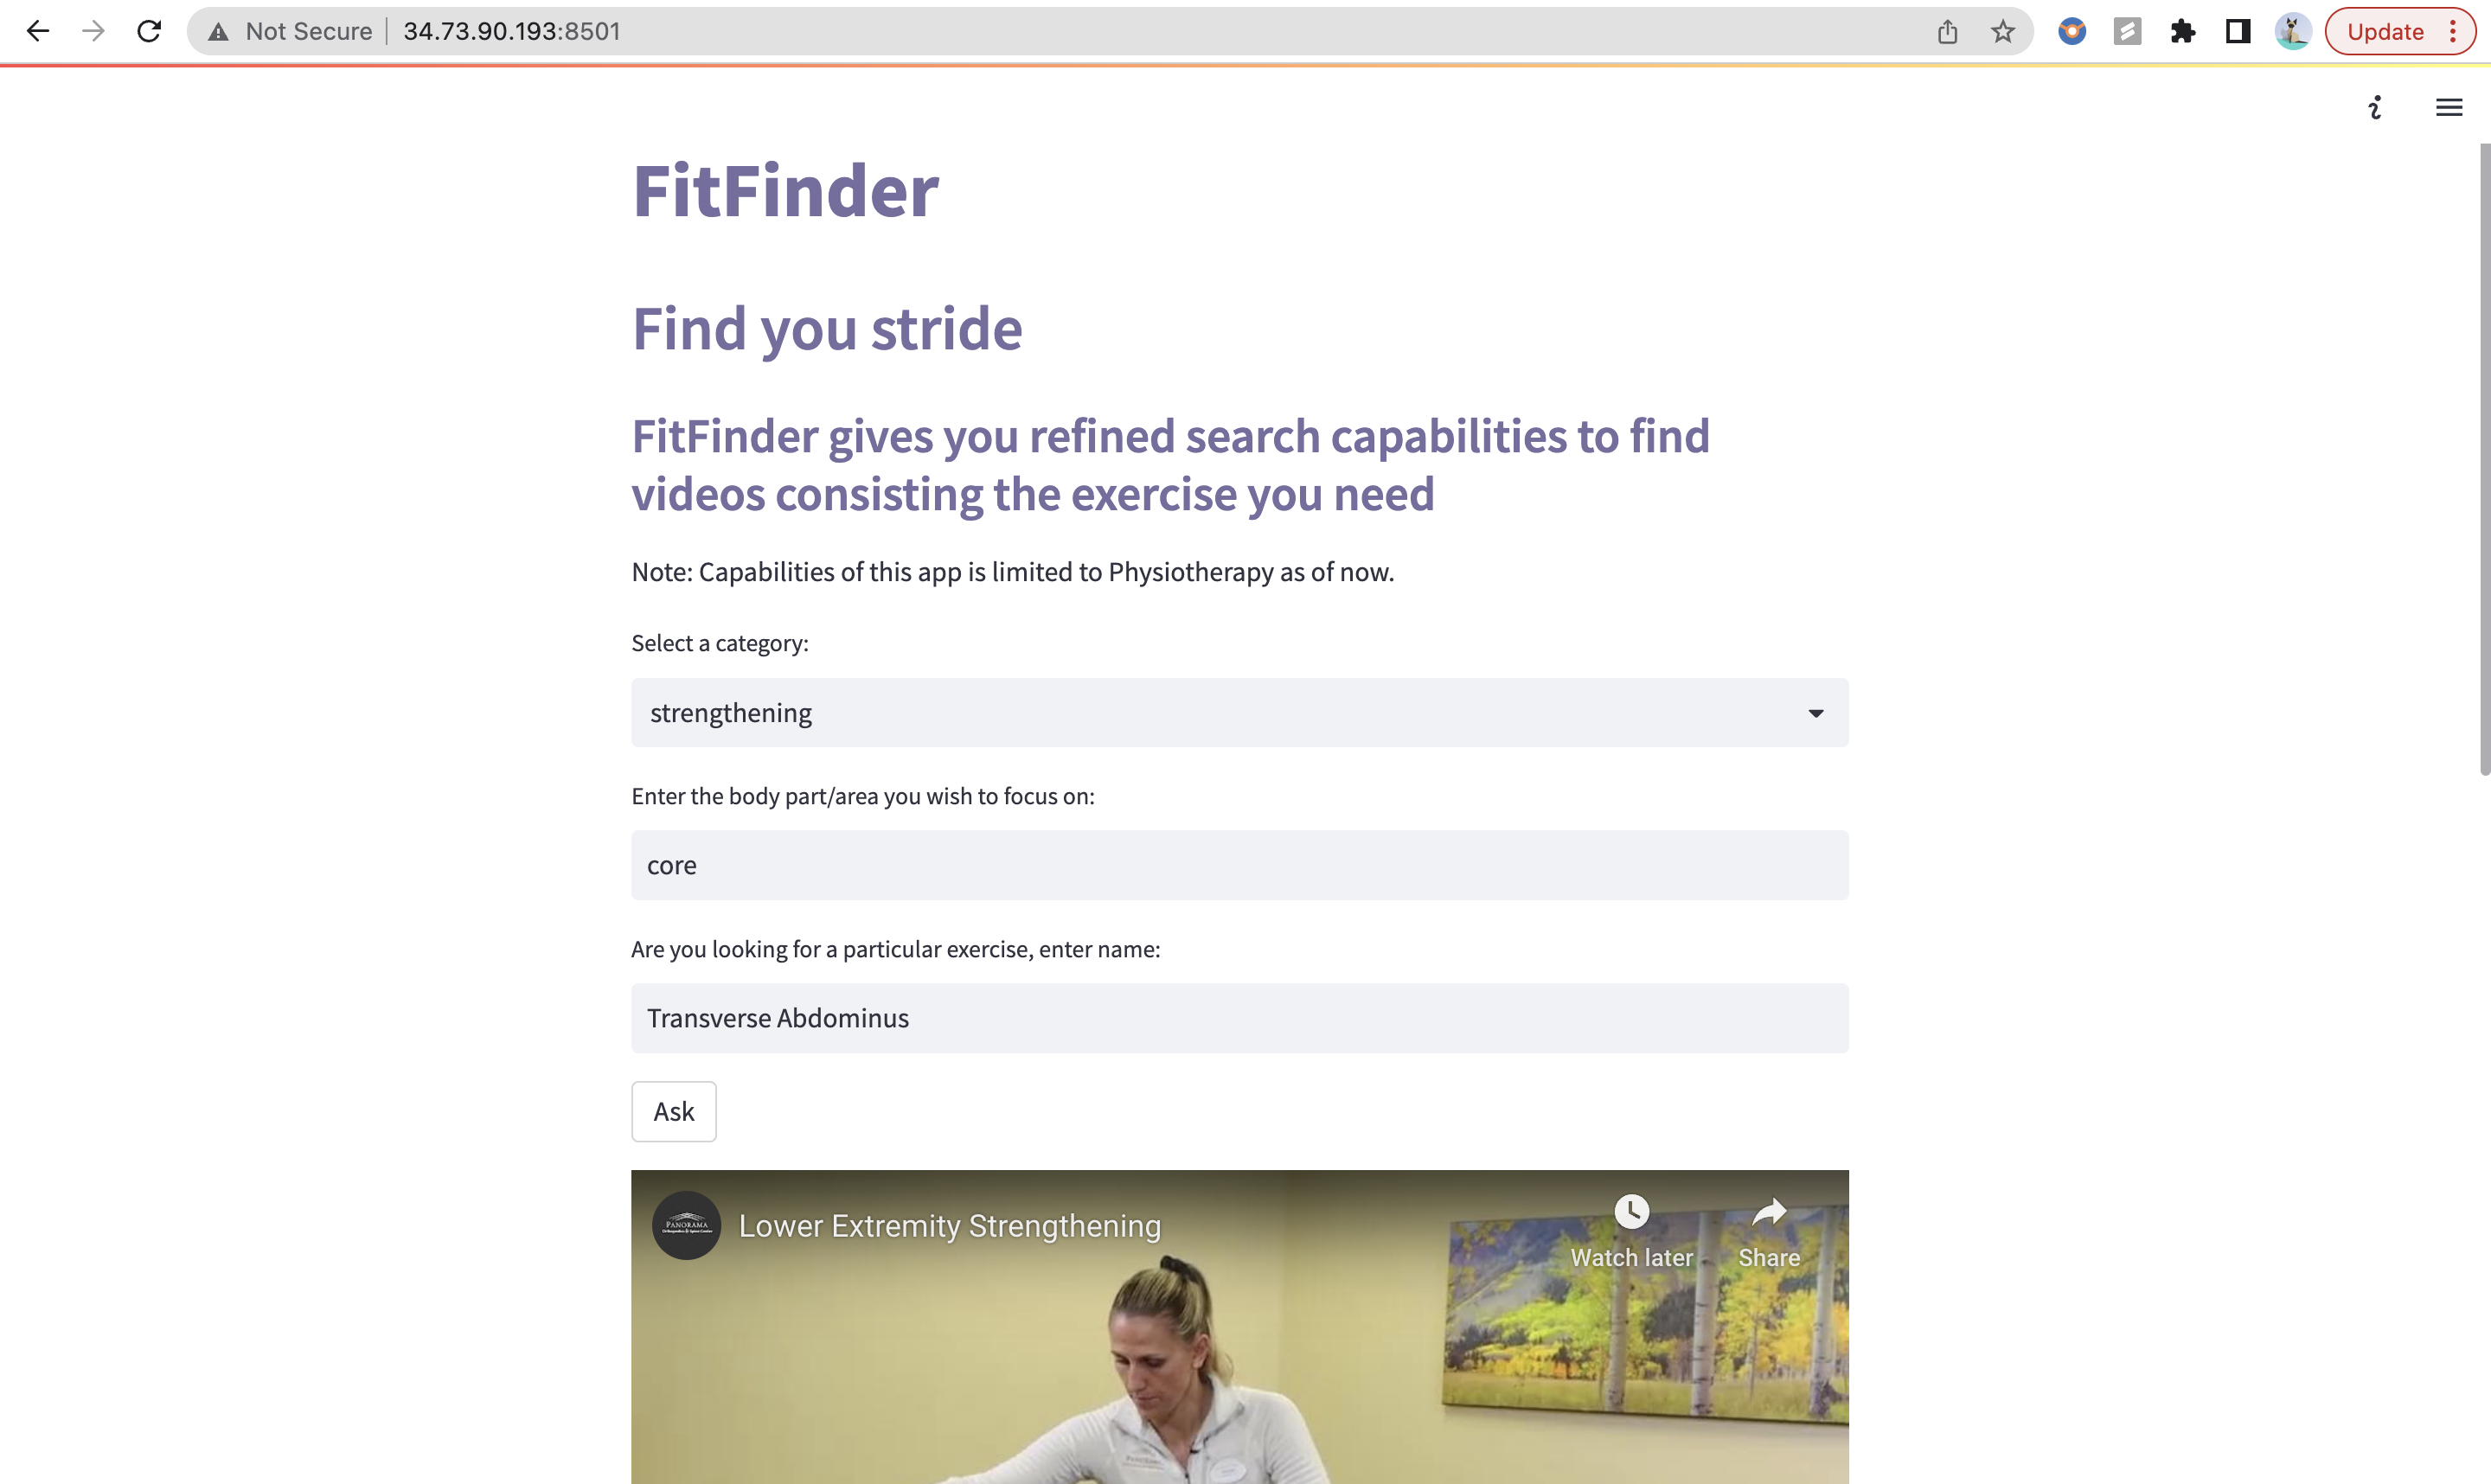 Not Secure 34.73.90.193:8501
Update
FitFinder
Find you stride
FitFinder gives you refined search capabilities to find
videos consisting the exercise you need
Note: Capabilities of this app is limited to Physiotherapy as of now.
Select a category:
strengthening
Enter the body part/area you wish to focus on:
core
Are you looking for a particular exercise, enter name:
Transverse Abdominus
Ask
PANORAMA
Lower Extremity Strengthening
Watch later
Share